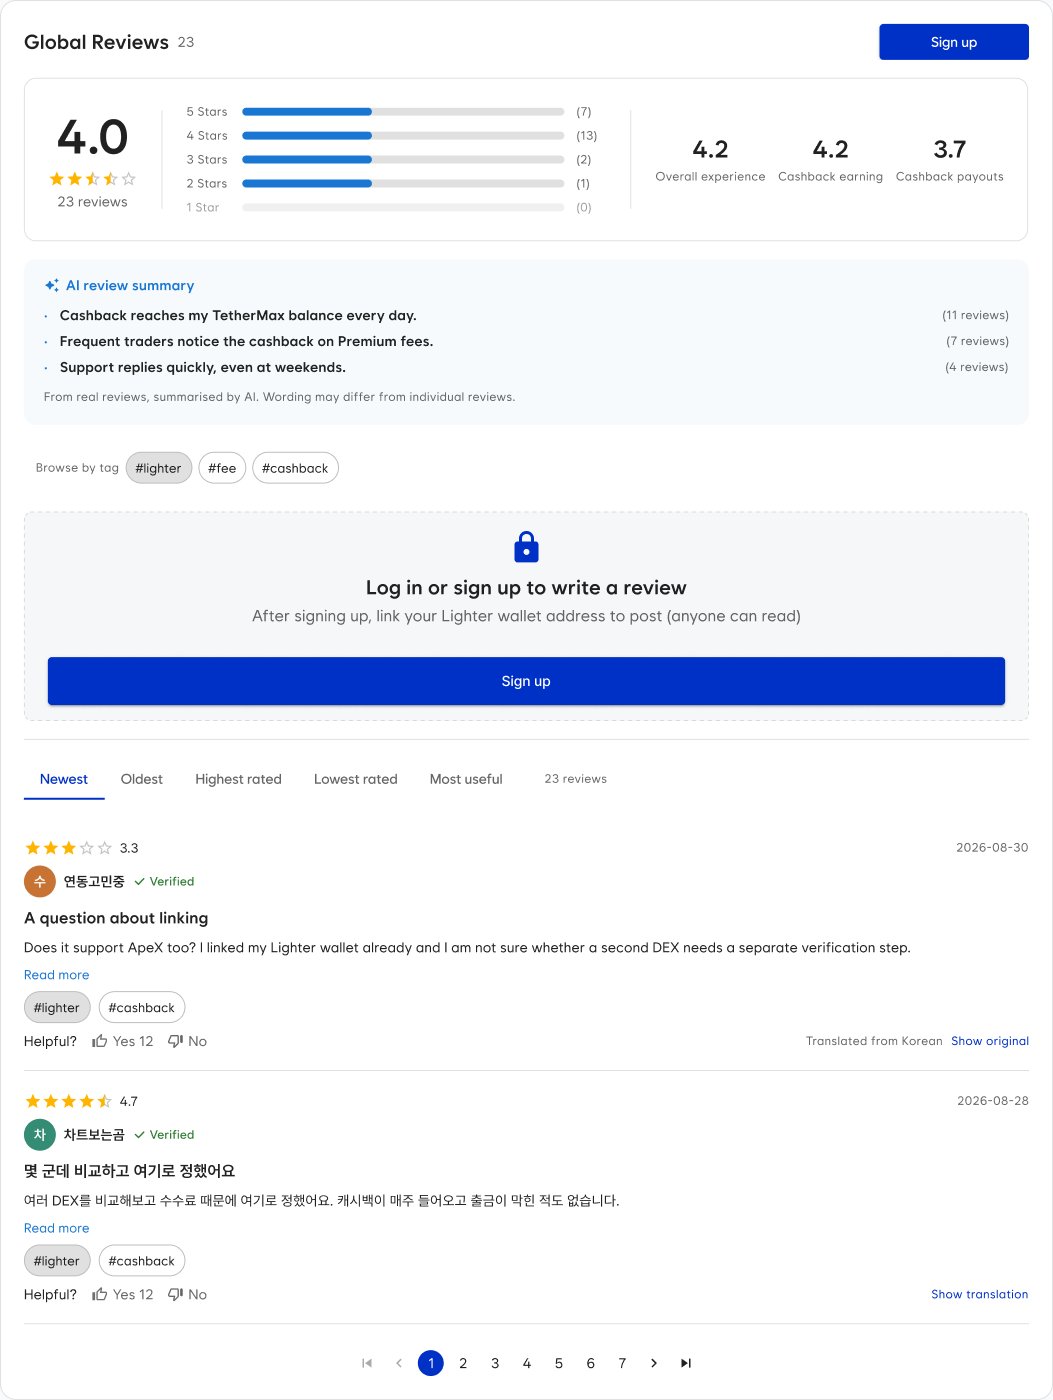 Global Reviews 23
Sign up
4.0
23 reviews
5 Stars (7)
4 Stars (13)
3 Stars (2)
2 Stars (1)
1 Star (0)
4.2
Overall experience
4.2
Cashback earning
3.7
Cashback payouts
AI review summary
· Cashback reaches my TetherMax balance every day. (11 reviews)
· Frequent traders notice the cashback on Premium fees. (7 reviews)
· Support replies quickly, even at weekends. (4 reviews)
From real reviews, summarised by AI. Wording may differ from individual reviews.
Browse by tag #lighter #fee #cashback
Log in or sign up to write a review
After signing up, link your Lighter wallet address to post (anyone can read)
Sign up
Newest Oldest Highest rated Lowest rated Most useful 23 reviews
3.3 2026-08-30
수 연동고민중 Verified
A question about linking
Does it support ApeX too? I linked my Lighter wallet already and I am not sure whether a second DEX needs a separate verification step.
Read more
#lighter #cashback
Helpful? Yes 12 No Translated from Korean Show original
4.7 2026-08-28
차 차트보는곰 Verified
몇 군데 비교하고 여기로 정했어요
여러 DEX를 비교해보고 수수료 때문에 여기로 정했어요. 캐시백이 매주 들어오고 출금이 막힌 적도 없습니다.
Read more
#lighter #cashback
Helpful? Yes 12 No Show translation
1 2 3 4 5 6 7